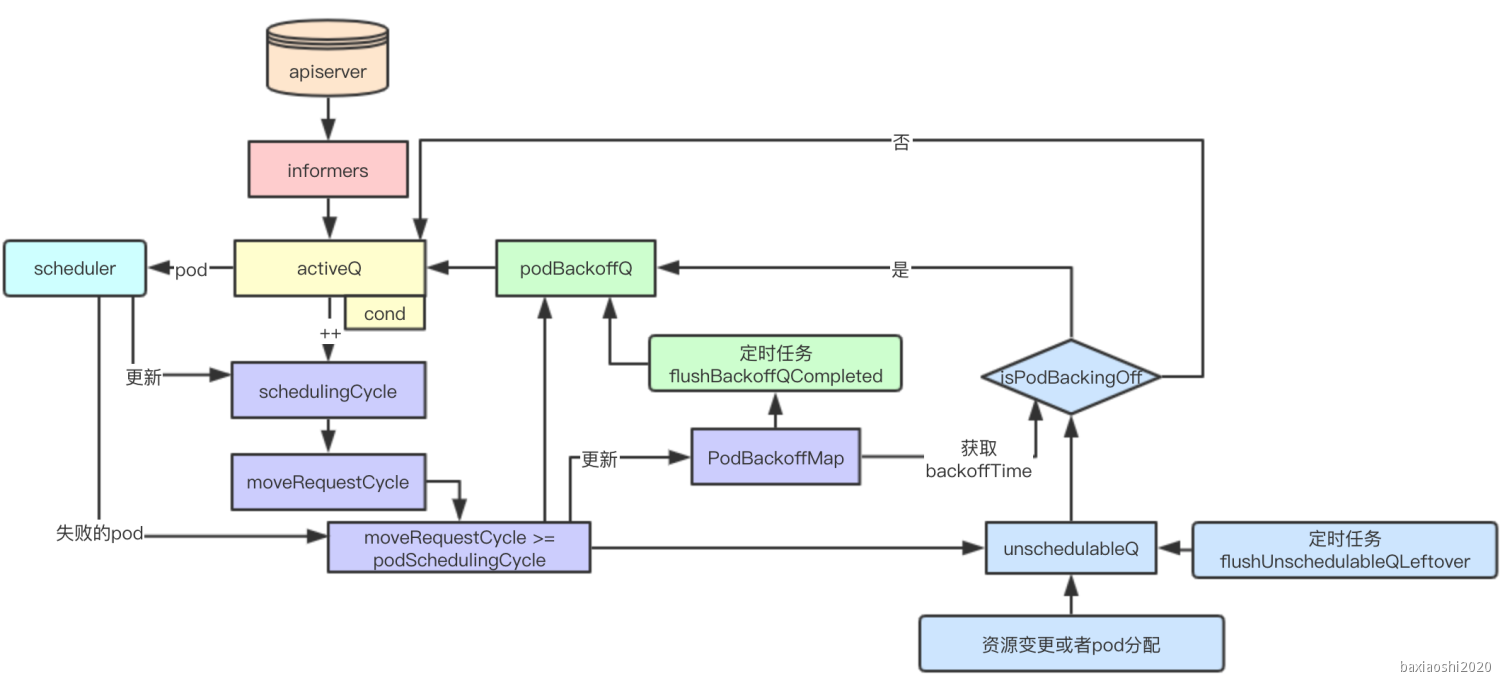 apiserver
否
informers
scheduler
pod
activeQ
podBackoffQ
是
cond
++
定时任务
flushBackoffQCompleted
更新
schedulingCycle
isPodBackingOff
moveRequestCycle
更新
PodBackoffMap
获取
backoffTime
失败的pod
moveRequestCycle >=
podSchedulingCycle
unschedulableQ
定时任务
flushUnschedulableQLeftover
资源变更或者pod分配
baxiaoshi2020